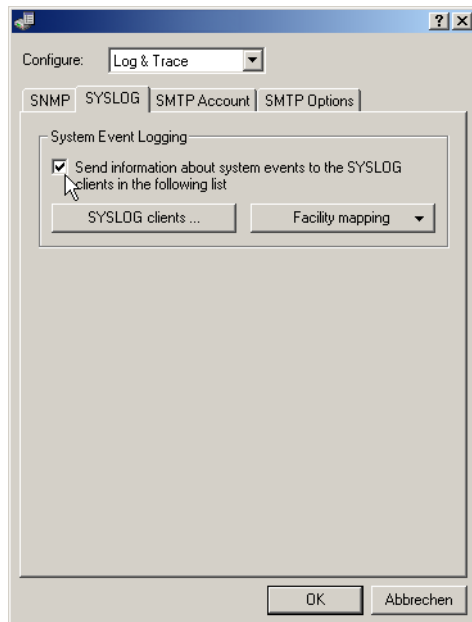 Configure: Log & Trace
SNMP SYSLOG SMTP Account SMTP Options
System Event Logging
Send information about system events to the SYSLOG
clients in the following list
SYSLOG clients ... Facility mapping
OK Abbrechen